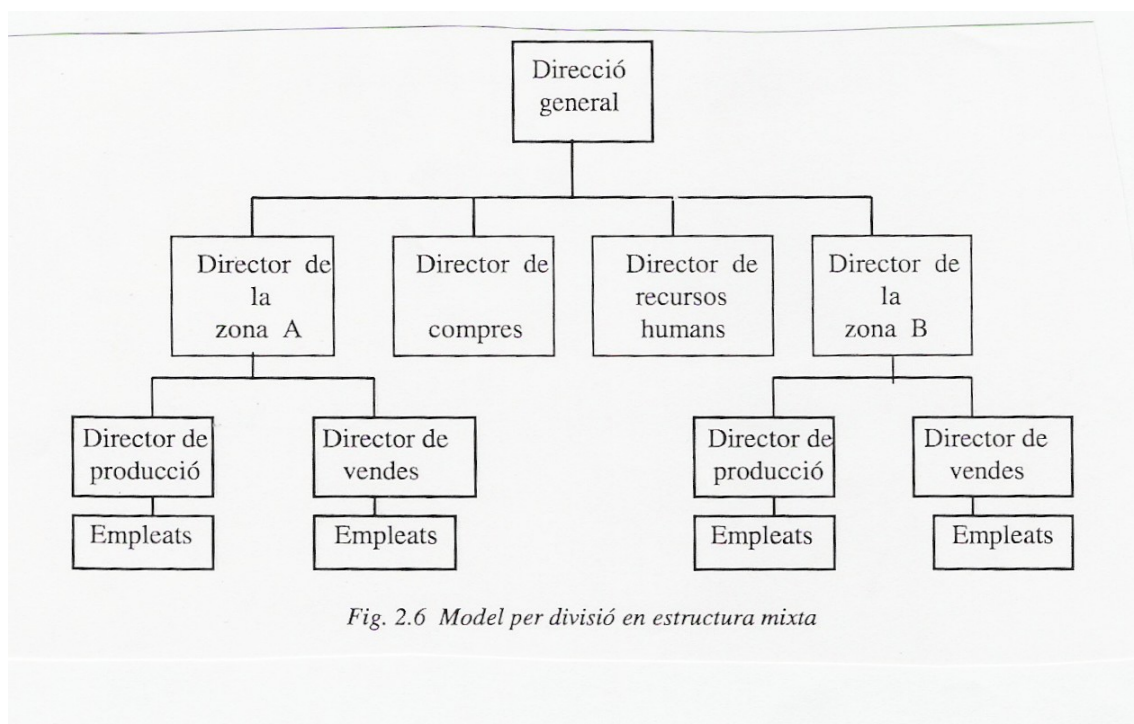 Direcció
general
Director de
la
zona A
Director de
compres
Director de
recursos
humans
Director de
la
zona B
Director de
producció
Director de
vendes
Director de
producció
Director de
vendes
Empleats
Empleats
Empleats
Empleats
Fig. 2.6 Model per divisió en estructura mixta